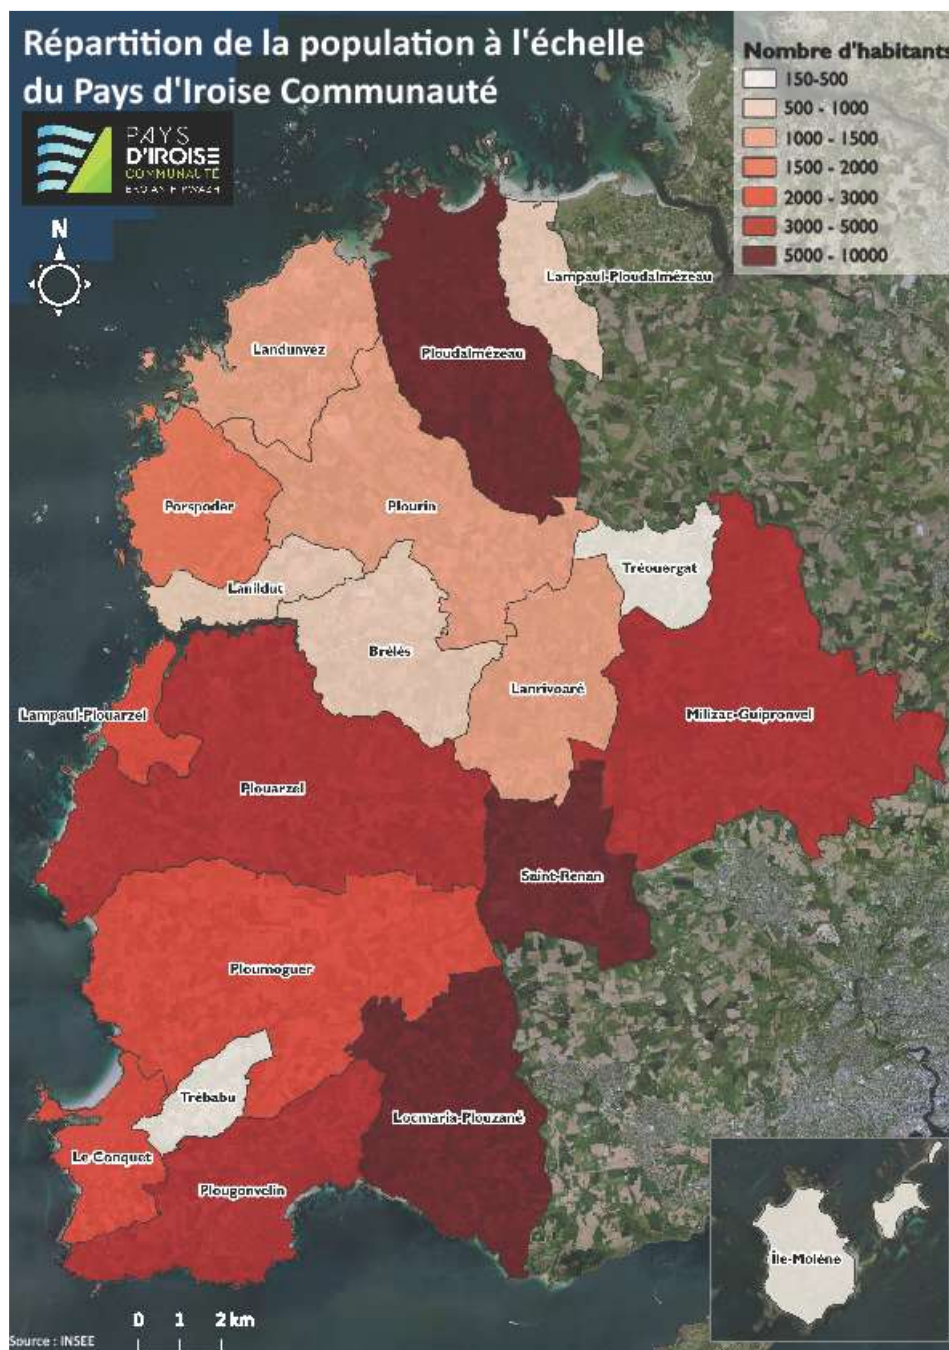 Répartition de la population à l'échelle
du Pays d'Iroise Communauté
PAYS
D'IROISE
COMMUNAUTÉ
N
Nombre d'habitants
150-500
500 - 1000
1000 - 1500
1500 - 2000
2000 - 3000
3000 - 5000
5000 - 10000
Lampaul-Ploudalmézeau
Landunvez
Ploudalmézeau
Porspoder
Plourin
Tréouergat
Lanildut
Brélés
Lanrivoaré
Lampaul-Plouarzel
Milizac-Guipronvel
Plouarzel
Saint-Renan
Ploumoguer
Trébabu
Locmaria-Plouzané
Le Conquet
Plougonvelin
Île-Molène
0 1 2 km
Source : INSEE